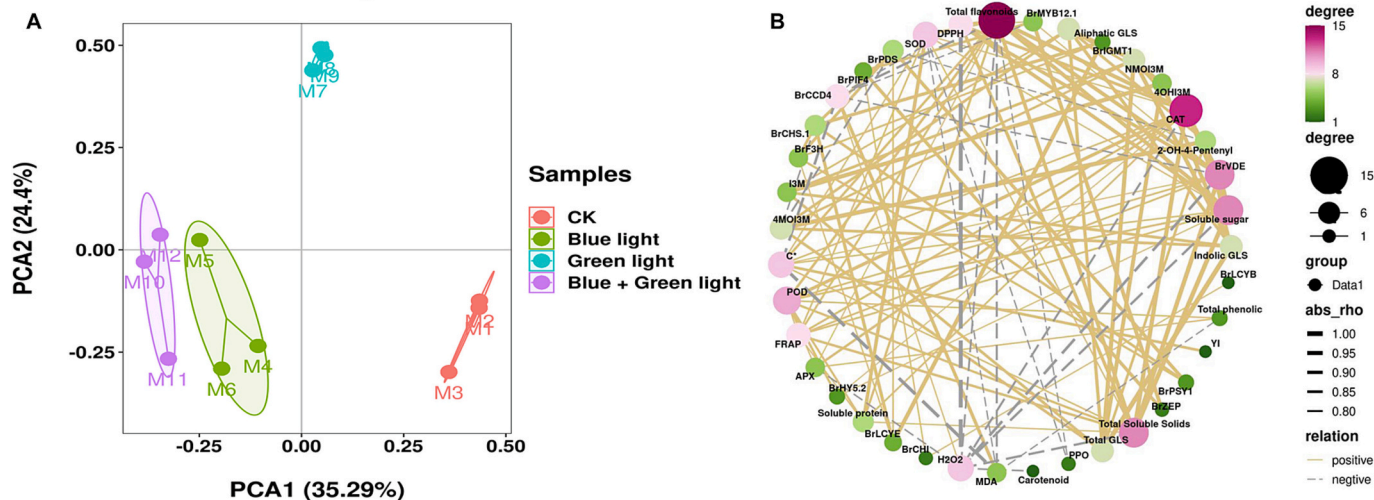 A
0.50
0.25
0.00
-0.25
-0.25
0.00
0.25
0.50
PCA2 (24.4%)
PCA1 (35.29%)
M8
M9
M7
M12
M10
M5
M11
M4
M6
M2
M1
M3
Samples
CK
Blue light
Green light
Blue + Green light
B
Total flavonoids
BrMYB12.1
Aliphatic GLS
BrIGMT1
NMOI3M
4OHI3M
CAT
2-OH-4-Pentenyl
BrVDE
Soluble sugar
Indolic GLS
BrLCYB
Total phenolic
YI
BrPSY1
BrZEP
Total Soluble Solids
Total GLS
PPO
Carotenoid
MDA
H2O2
BrCHI
BrLCYE
Soluble protein
BrHY5.2
APX
FRAP
POD
C*
4MOI3M
I3M
BrF3H
BrCHS.1
BrCCD4
BrPIF4
BrPDS
SOD
DPPH
degree
15
8
1
degree
15
6
1
group
Data1
abs_rho
1.00
0.95
0.90
0.85
0.80
relation
positive
negtive